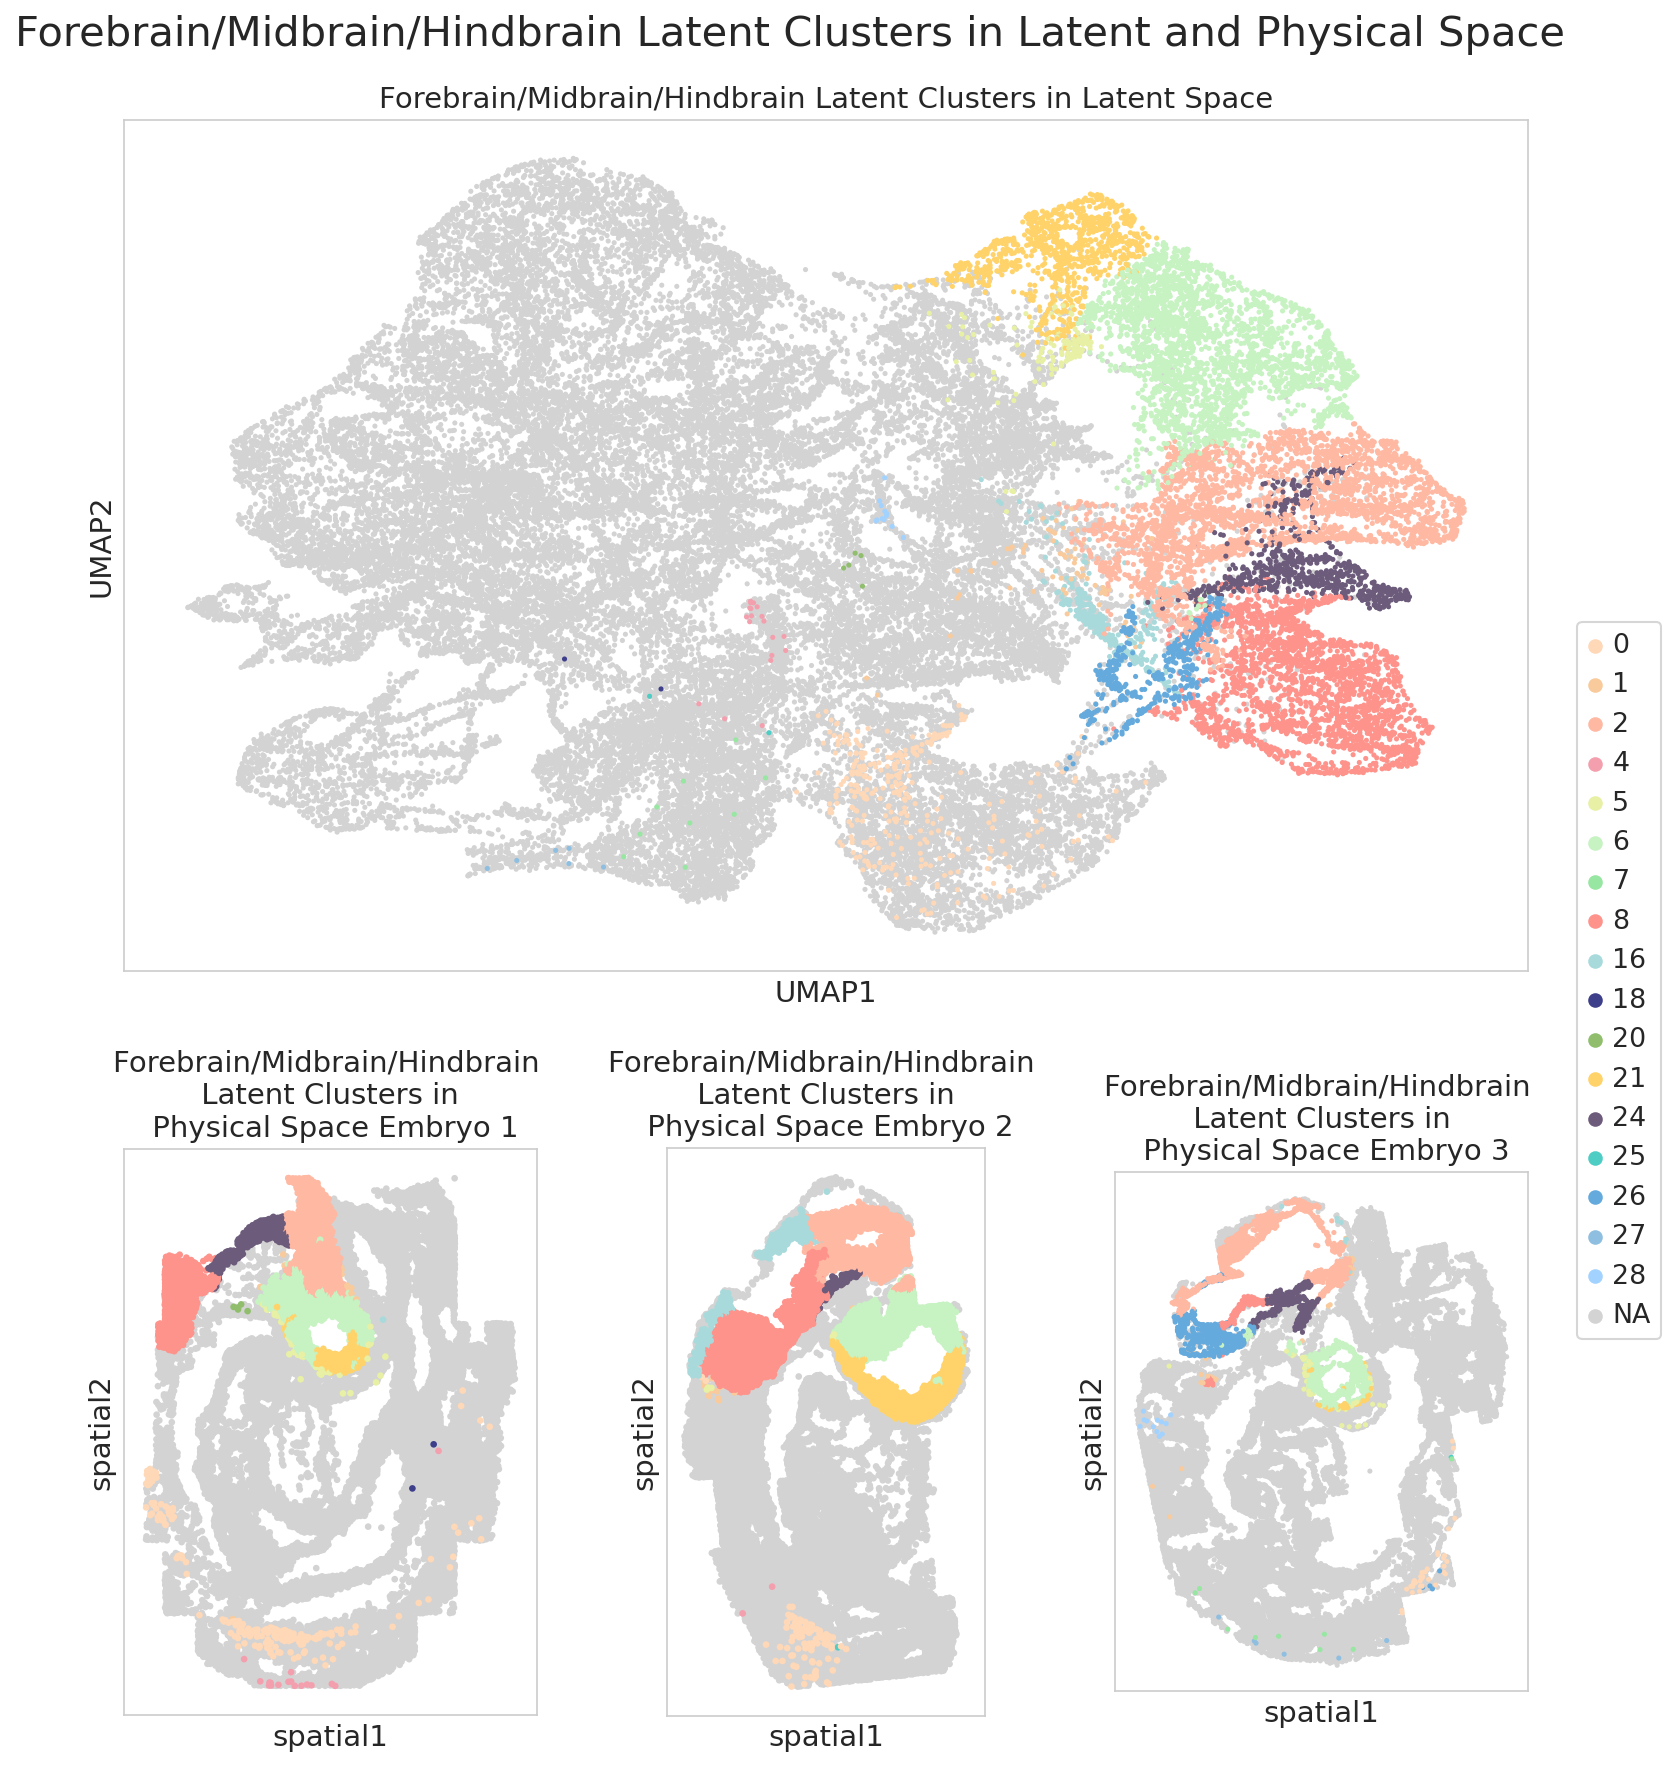 Forebrain/Midbrain/Hindbrain Latent Clusters in Latent and Physical Space
Forebrain/Midbrain/Hindbrain Latent Clusters in Latent Space
UMAP2
UMAP1
0
1
2
4
5
6
7
8
16
18
20
21
24
25
26
27
28
NA
Forebrain/Midbrain/Hindbrain
Latent Clusters in
Physical Space Embryo 1
spatial2
spatial1
Forebrain/Midbrain/Hindbrain
Latent Clusters in
Physical Space Embryo 2
spatial2
spatial1
Forebrain/Midbrain/Hindbrain
Latent Clusters in
Physical Space Embryo 3
spatial2
spatial1